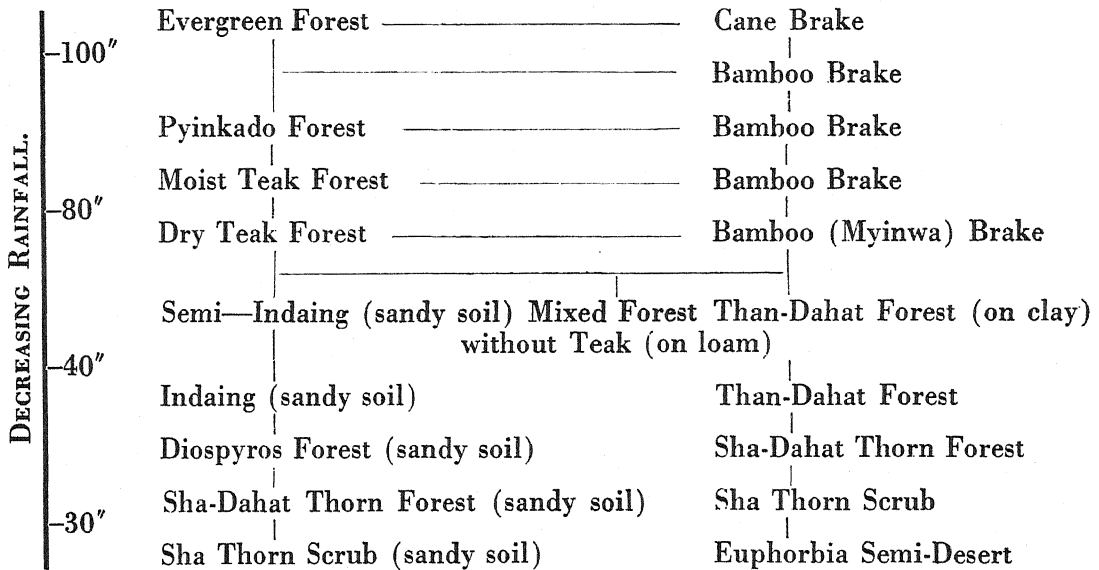 Evergreen Forest Cane Brake
—100″
Bamboo Brake
Pyinkado Forest Bamboo Brake
Moist Teak Forest Bamboo Brake
—80″
Dry Teak Forest Bamboo (Myinwa) Brake
Semi—Indaing (sandy soil) Mixed Forest Than-Dahat Forest (on clay)
without Teak (on loam)
—40″
Indaing (sandy soil) Than-Dahat Forest
Diospyros Forest (sandy soil) Sha-Dahat Thorn Forest
Sha-Dahat Thorn Forest (sandy soil) Sha Thorn Scrub
—30″
Sha Thorn Scrub (sandy soil) Euphorbia Semi-Desert
DECREASING RAINFALL.